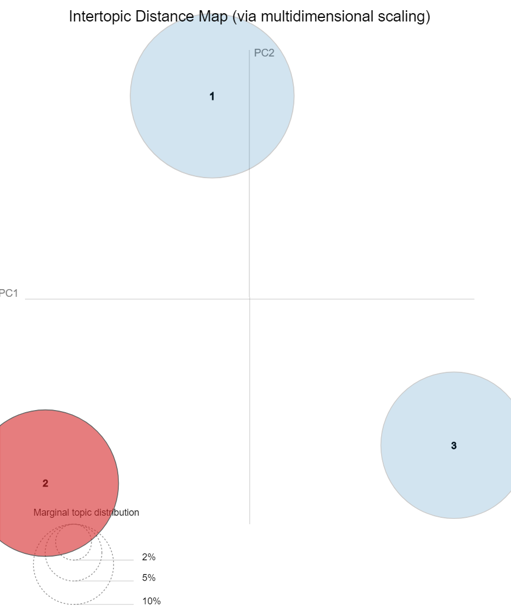 Intertopic Distance Map (via multidimensional scaling)
PC2
1
PC1
3
2
Marginal topic distribution
2%
5%
10%